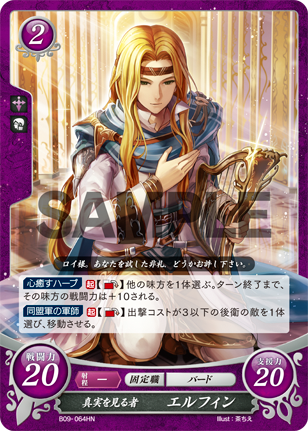 2
SAMPLE
ロイ様。あなたを試した非礼、どうかお許し下さい。
心癒すハープ 起【[見る]】他の味方を1体選ぶ。ターン終了まで、
その味方の戦闘力は+10される。
同盟軍の軍師 起【[見る]】出撃コストが3以下の後衛の敵を1体
選び、移動させる。
戦闘力
20
射程 一 固定職 バード
支援力
20
真実を見る者 エルフィン
B09-064HN
Illust：茶ちえ